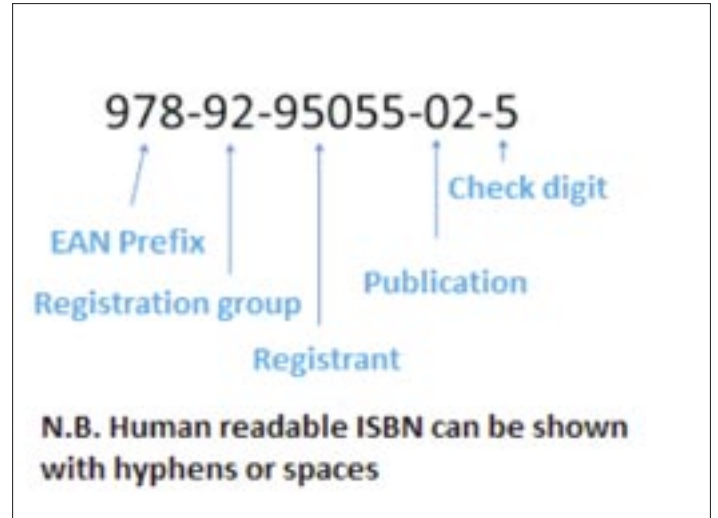 978-92-95055-02-5
Check digit
EAN Prefix
Publication
Registration group
Registrant
N.B. Human readable ISBN can be shown
with hyphens or spaces